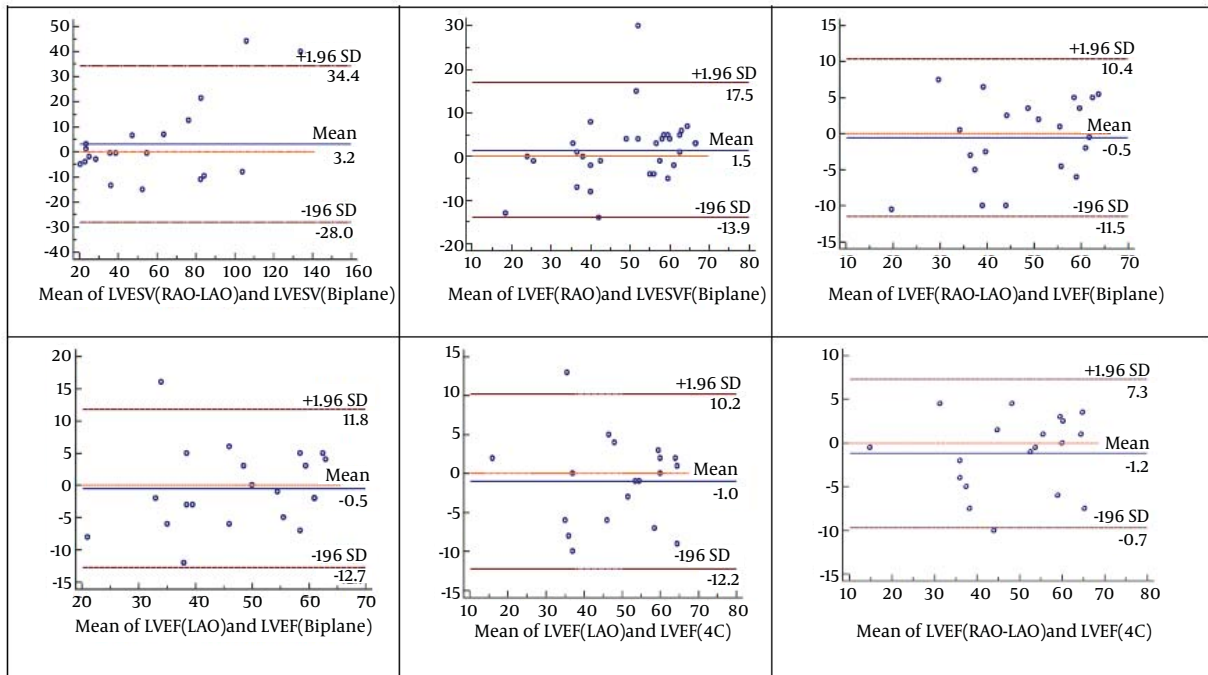 50
40
30
20
10
0
-10
-20
-30
-40
+1.96 SD
34.4
Mean
3.2
-196 SD
-28.0
20 40 60 80 100 120 140 160
Mean of LVESV(RAO-LAO)and LVESV(Biplane)
30
20
10
0
-10
-20
+1.96 SD
17.5
Mean
1.5
-196 SD
-13.9
10 20 30 40 50 60 70 80
Mean of LVEF(RAO) and LVESVF(Biplane)
15
10
5
0
-5
-10
-15
+1.96 SD
10.4
Mean
-0.5
-196 SD
-11.5
10 20 30 40 50 60 70
Mean of LVEF(RAO-LAO) and LVEF(Biplane)
20
15
10
5
0
-5
-10
-15
+1.96 SD
11.8
Mean
-0.5
-196 SD
-12.7
20 30 40 50 60 70
Mean of LVEF(LAO)and LVEF(Biplane)
15
10
5
0
-5
-10
-15
+1.96 SD
10.2
Mean
-1.0
-196 SD
-12.2
10 20 30 40 50 60 70 80
Mean of LVEF(LAO) and LVEF(4C)
10
5
0
-5
-10
-15
+1.96 SD
7.3
Mean
-1.2
-196 SD
-0.7
10 20 30 40 50 60 70 80
Mean of LVEF(RAO-LAO) and LVEF(4C)